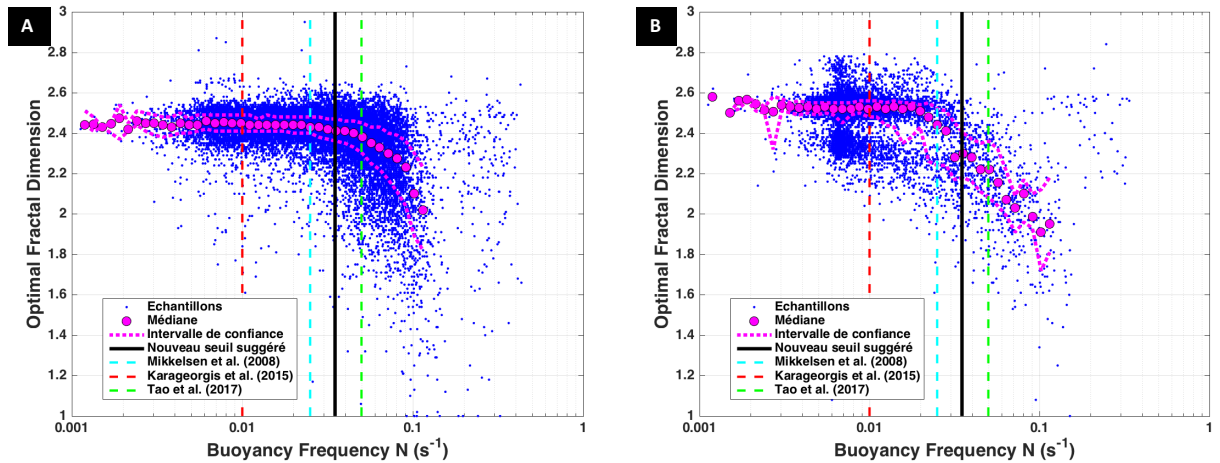 A
Optimal Fractal Dimension
3
2.8
2.6
2.4
2.2
2
1.8
1.6
1.4
1.2
1
Echantillons
Médiane
Intervalle de confiance
Nouveau seuil suggéré
Mikkelsen et al. (2008)
Karageorgis et al. (2015)
Tao et al. (2017)
0.001
0.01
0.1
1
Buoyancy Frequency N (s⁻¹)
B
Optimal Fractal Dimension
3
2.8
2.6
2.4
2.2
2
1.8
1.6
1.4
1.2
1
Echantillons
Médiane
Intervalle de confiance
Nouveau seuil suggéré
Mikkelsen et al. (2008)
Karageorgis et al. (2015)
Tao et al. (2017)
0.001
0.01
0.1
1
Buoyancy Frequency N (s⁻¹)